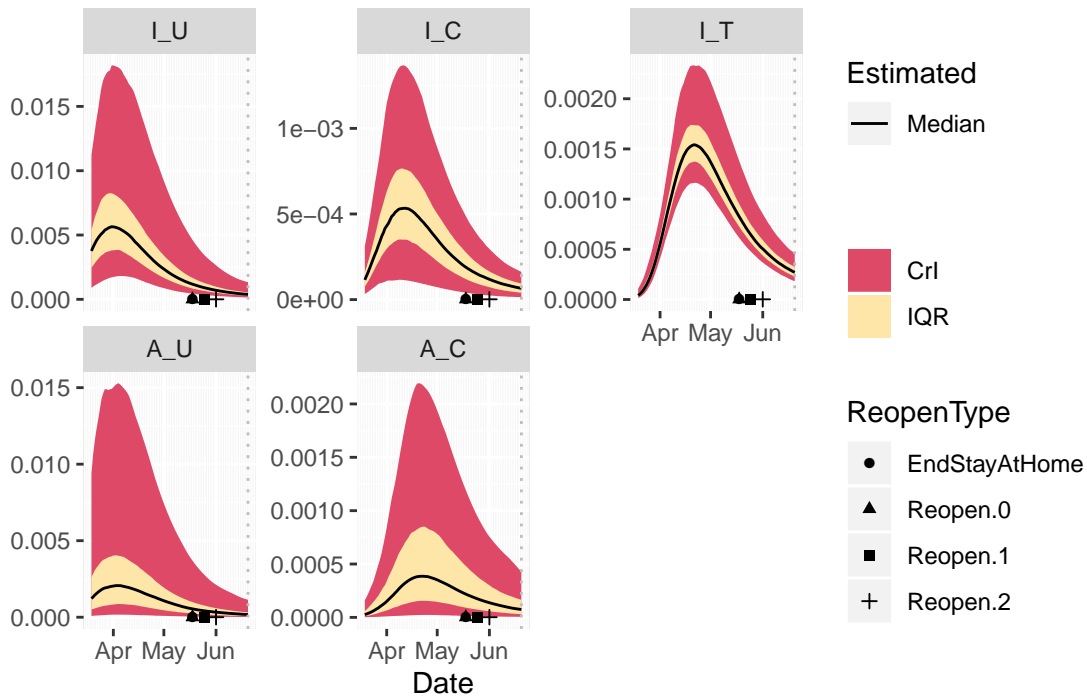 I_U
I_C
I_T
0.015
0.010
0.005
0.000
1e−03
5e−04
0e+00
0.0020
0.0015
0.0010
0.0005
0.0000
Apr May Jun
A_U
A_C
0.015
0.010
0.005
0.000
0.0020
0.0015
0.0010
0.0005
0.0000
Apr May Jun
Apr May Jun
Date
Estimated
Median
CrI
IQR
ReopenType
EndStayAtHome
Reopen.0
Reopen.1
Reopen.2